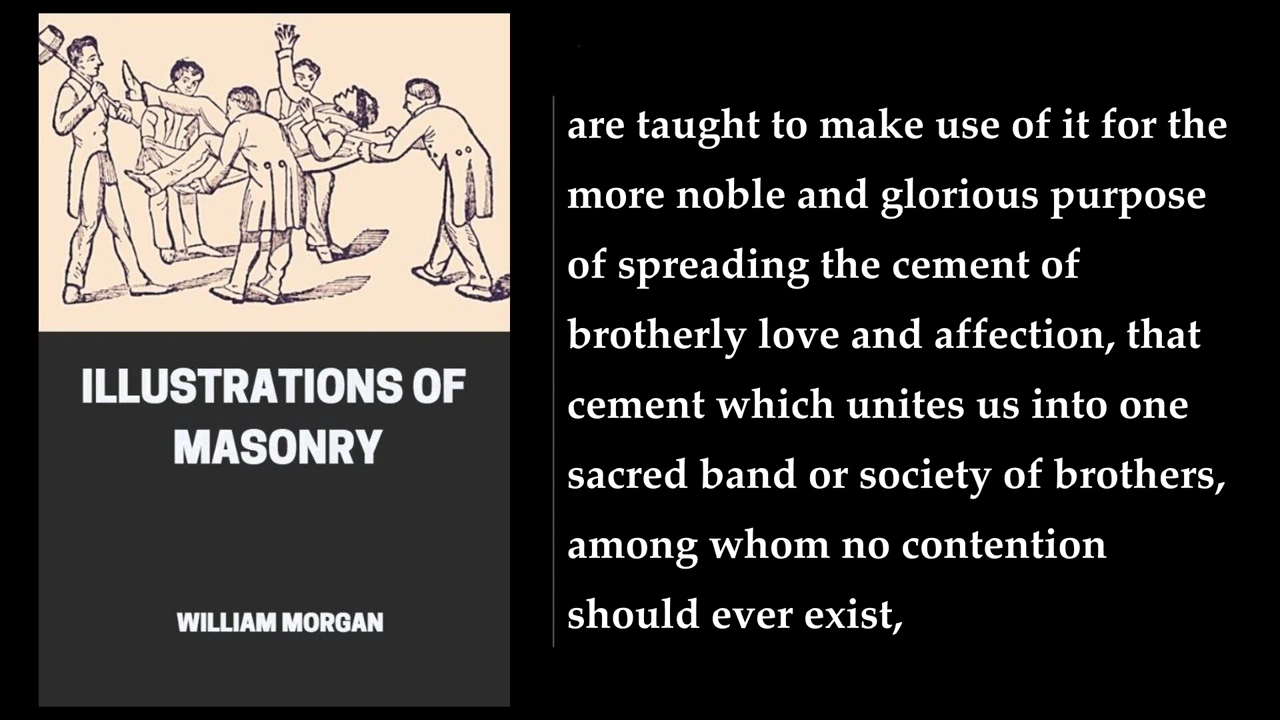 ILLUSTRATIONS OF
MASONRY
WILLIAM MORGAN
are taught to make use of it for the
more noble and glorious purpose
of spreading the cement of
brotherly love and affection, that
cement which unites us into one
sacred band or society of brothers,
among whom no contention
should ever exist,